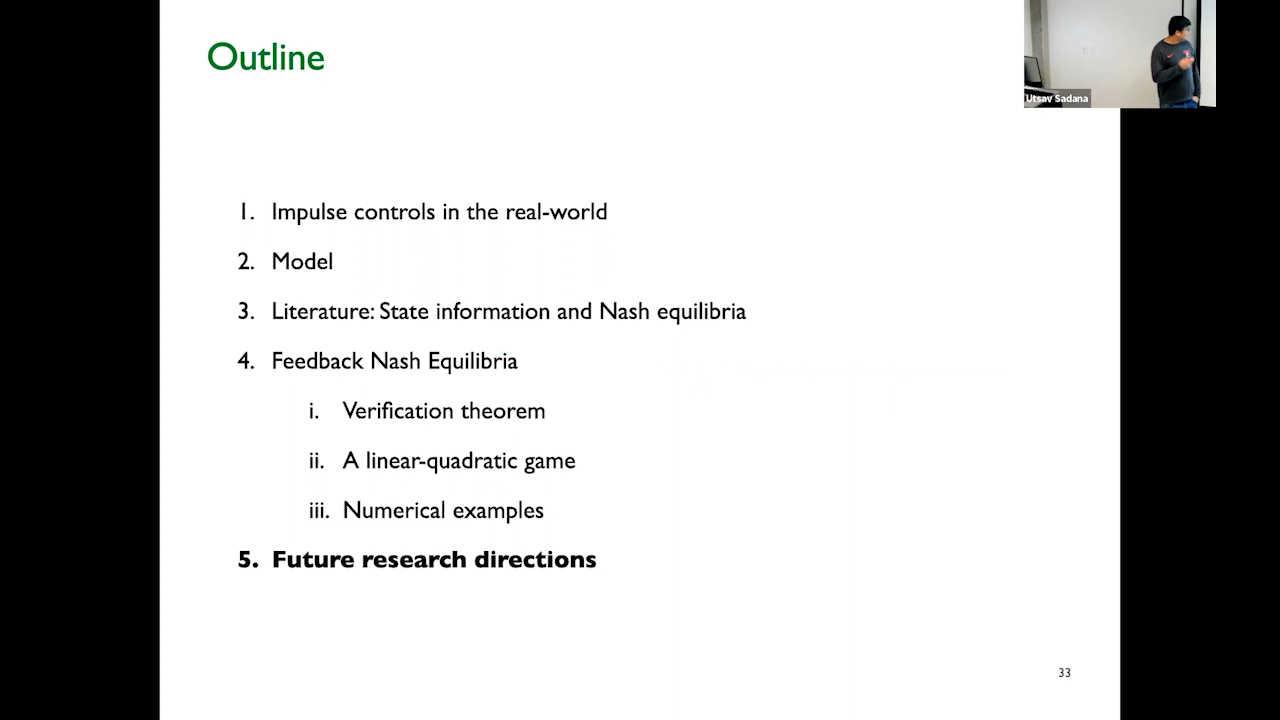 Outline
Utsav Sadana
1. Impulse controls in the real-world
2. Model
3. Literature: State information and Nash equilibria
4. Feedback Nash Equilibria
i. Verification theorem
ii. A linear-quadratic game
iii. Numerical examples
5. Future research directions
33